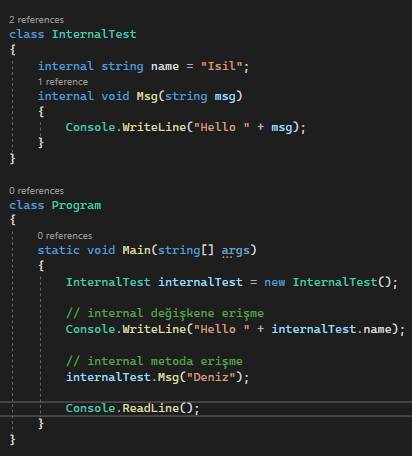 2 references
class InternalTest
{
internal string name = "Isil";
1 reference
internal void Msg(string msg)
{
Console.WriteLine("Hello " + msg);
}
}
0 references
class Program
{
0 references
static void Main(string[] args)
{
InternalTest internalTest = new InternalTest();
// internal değişkene erişme
Console.WriteLine("Hello " + internalTest.name);
// internal metoda erişme
internalTest.Msg("Deniz");
Console.ReadLine();
}
}